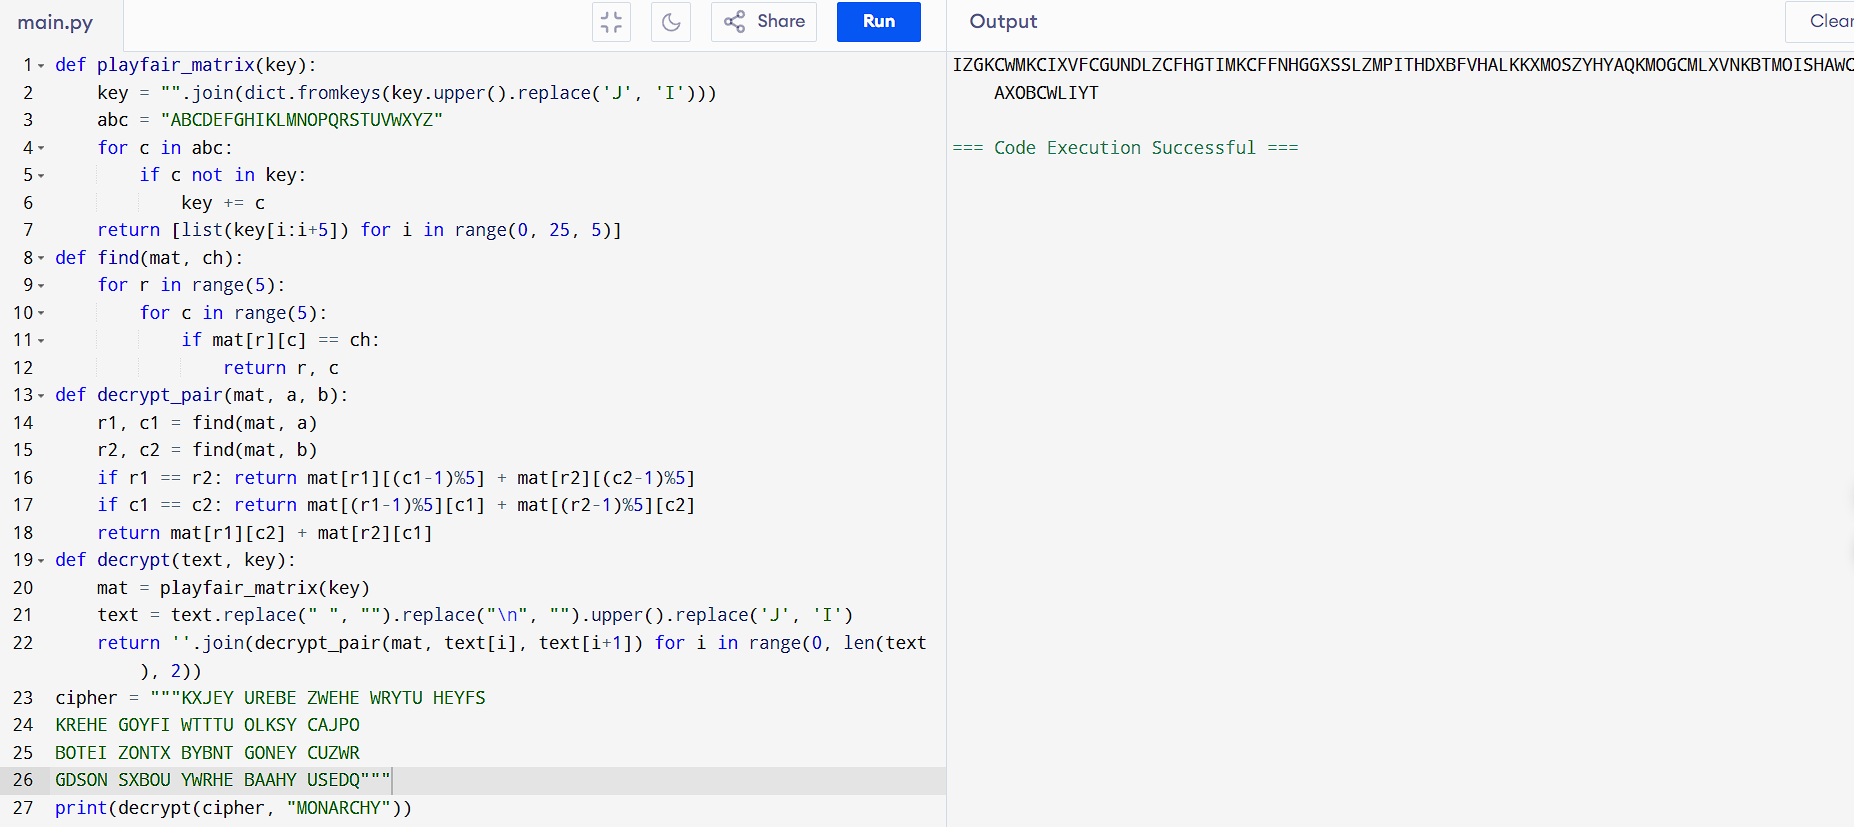 main.py
Share
Run
Output
Clear
1 def playfair_matrix(key):
2 key = "".join(dict.fromkeys(key.upper().replace('J', 'I')))
3 abc = "ABCDEFGHIKLMNOPQRSTUVWXYZ"
4 for c in abc:
5 if c not in key:
6 key += c
7 return [list(key[i:i+5]) for i in range(0, 25, 5)]
8 def find(mat, ch):
9 for r in range(5):
10 for c in range(5):
11 if mat[r][c] == ch:
12 return r, c
13 def decrypt_pair(mat, a, b):
14 r1, c1 = find(mat, a)
15 r2, c2 = find(mat, b)
16 if r1 == r2: return mat[r1][(c1-1)%5] + mat[r2][(c2-1)%5]
17 if c1 == c2: return mat[(r1-1)%5][c1] + mat[(r2-1)%5][c2]
18 return mat[r1][c2] + mat[r2][c1]
19 def decrypt(text, key):
20 mat = playfair_matrix(key)
21 text = text.replace(" ", "").replace("\n", "").upper().replace('J', 'I')
22 return ''.join(decrypt_pair(mat, text[i], text[i+1]) for i in range(0, len(text
), 2))
23 cipher = """KXJEY UREBE ZWEHE WRYTU HEYFS
24 KREHE GOYFI WTTTU OLKSY CAJPO
25 BOTEI ZONTX BYBNT GONEY CUZWR
26 GDSON SXBOU YWRHE BAAHY USEDQ"""
27 print(decrypt(cipher, "MONARCHY"))
IZGKCWMKCIXVFCGUNDLZCFHGTIMKCFFNHGGXSSLZMPITHDXBFVHALKKXMOSZYHYAQKMOGCMLXVNKBTMOISHAWC
AXOBCWLIYT
=== Code Execution Successful ===